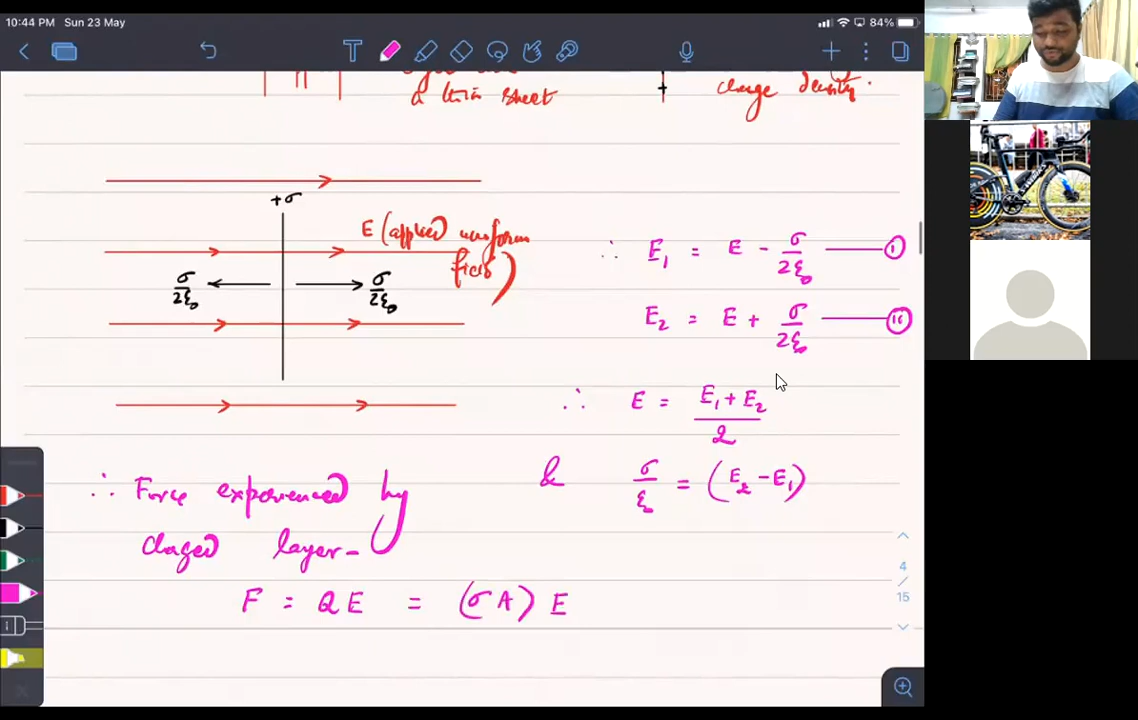 10:44 PM Sun 23 May
84%
a thin sheet
charge density.
+σ
E (applied uniform
field)
σ/2ε₀
σ/2ε₀
∴ E₁ = E - σ/2ε₀ — (i)
E₂ = E + σ/2ε₀ — (ii)
∴ E = (E₁ + E₂)/2
& σ/ε₀ = (E₂ - E₁)
∴ Force experienced by
charged layer -
F = QE = (σA) E
4
/
15